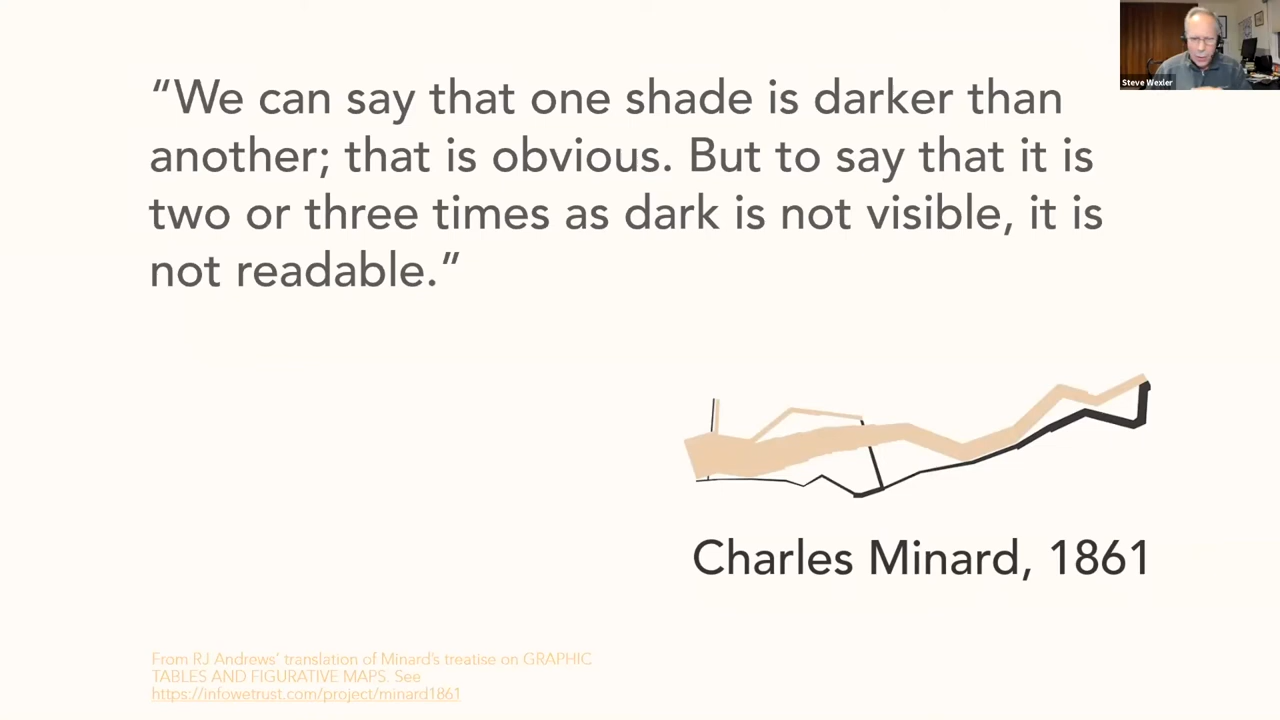 “We can say that one shade is darker than
another; that is obvious. But to say that it is
two or three times as dark is not visible, it is
not readable.”
Steve Wexler
Charles Minard, 1861
From RJ Andrews’ translation of Minard’s treatise on GRAPHIC
TABLES AND FIGURATIVE MAPS. See
https://infowetrust.com/project/minard1861